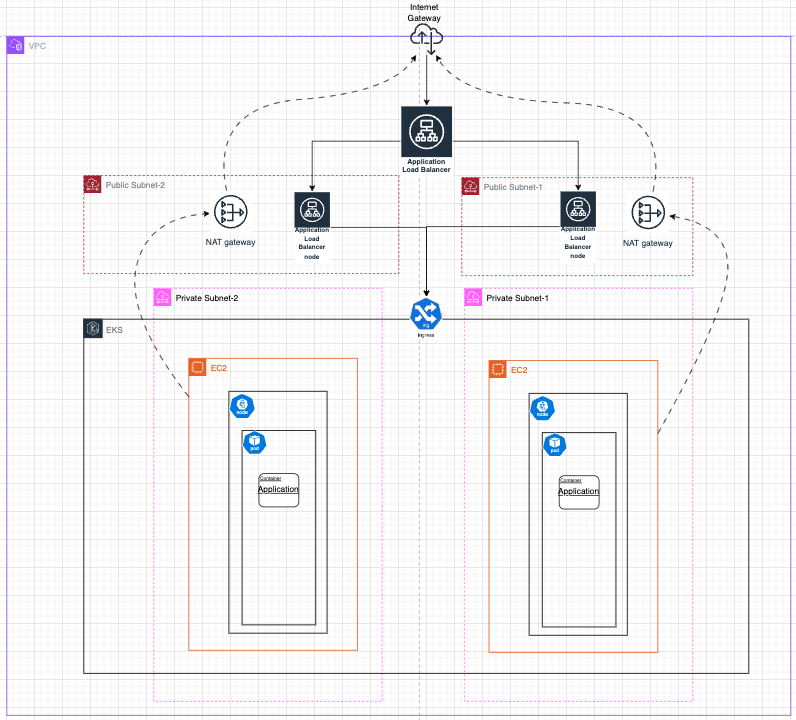 Internet
Gateway
VPC
Application
Load Balancer
Public Subnet-2
Public Subnet-1
NAT gateway
Application
Load
Balancer
node
Application
Load
Balancer
node
NAT gateway
Private Subnet-2
Private Subnet-1
ing
Ingress
EKS
EC2
EC2
node
node
pod
pod
Container
Application
Container
Application